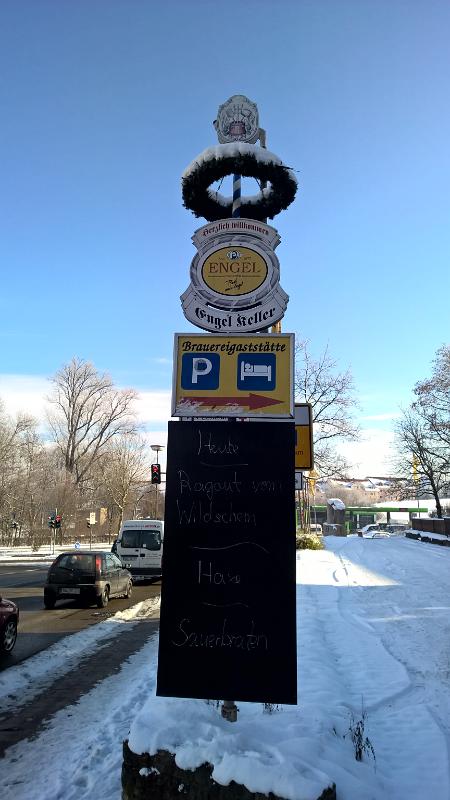 Herzlich willkommen
ENGEL
Engel Keller
Brauereigaststätte
P
Heute
Ragout vom
Wildschein
Hase
Sauerbraten